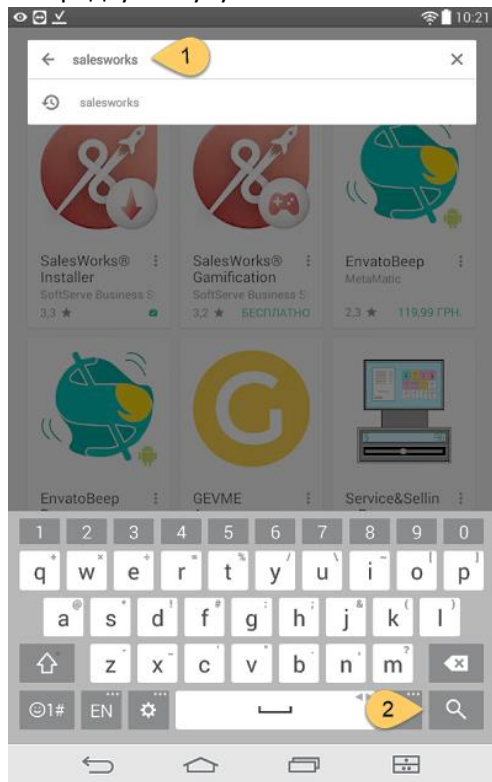 10:21
salesworks
1
salesworks
SalesWorks®
Installer
SoftServe Business S
3,3
SalesWorks®
Gamification
SoftServe Business S
3,2 БЕСПЛАТНО
EnvatoBeep
MetaMatic
2,3 119,99 ГРН.
EnvatoBeep
GEVME
Service&Sellin
1 2 3 4 5 6 7 8 9 0
q w e r t y u i o p
a s d f g h j k l
z x c v b n m
1# EN 2